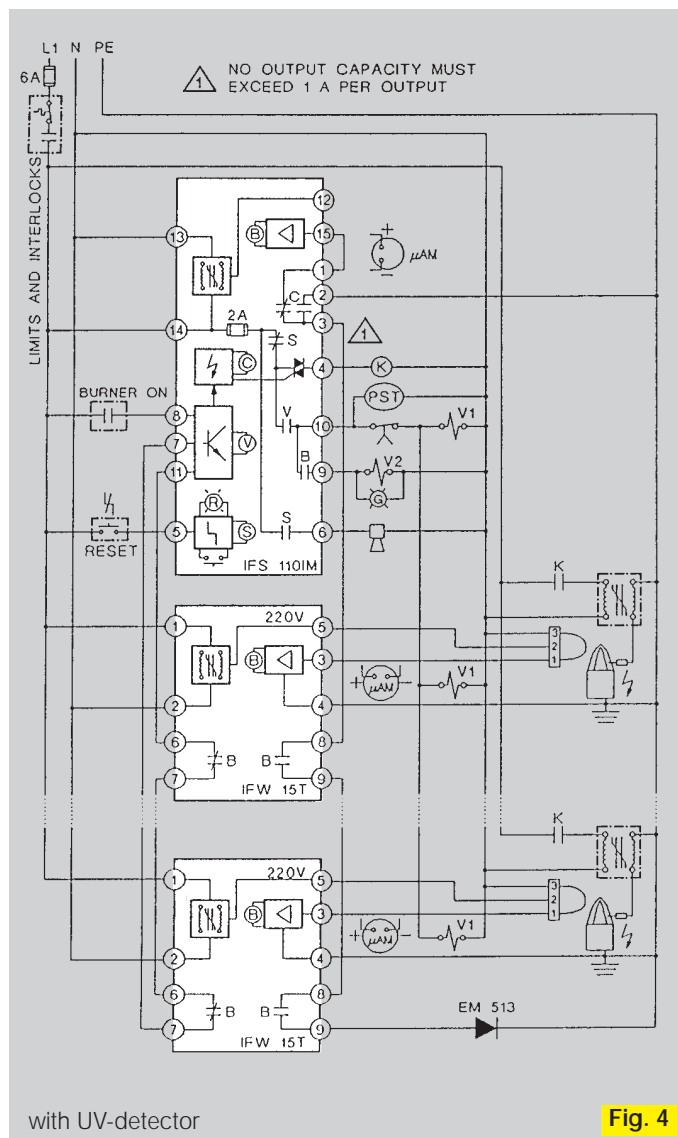 L1 N PE
6A
1 NO OUTPUT CAPACITY MUST
EXCEED 1 A PER OUTPUT
LIMITS AND INTERLOCKS
12
13 B 15
+
μAM
−
1
C 2
14 2A 3 1
S
C 4 K
BURNER ON
PST
8 V 10 V1
7 V
B V2
11 9
G
R
5 S S 6
RESET
IFS 110IM
K
220V
1 5
3
2
B 3 1
+ μAM − V1
2 4
6 8
B B
7 9
IFW 15T
K
220V
1 5
3
2
B 3 1
+ μAM − V1
2 4
6 8
B B
EM 513
7 9
IFW 15T
with UV-detector
Fig. 4